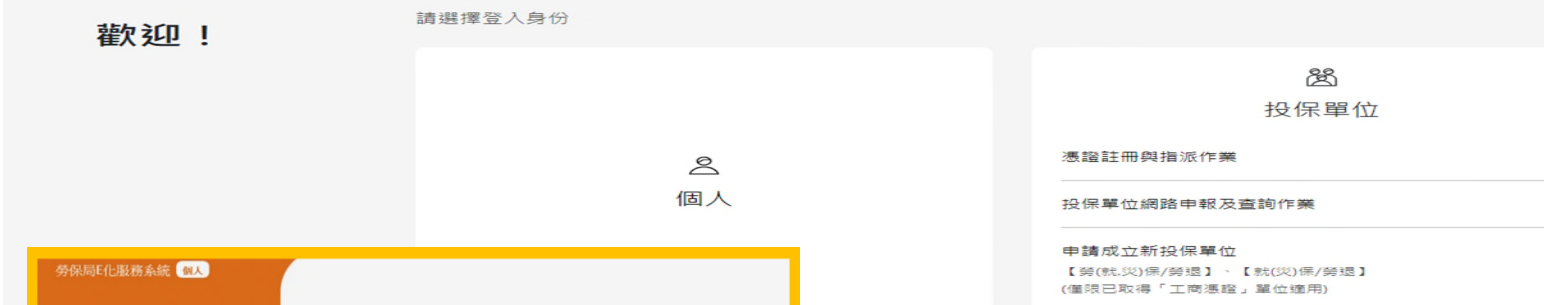 歡迎！
請選擇登入身份
個人
投保單位
憑證註冊與指派作業
投保單位網路申報及查詢作業
申請成立新投保單位
【勞(就.災)保/勞退】、【就(災)保/勞退】
(僅限已取得「工商憑證」單位適用)
勞保局E化服務系統 個人